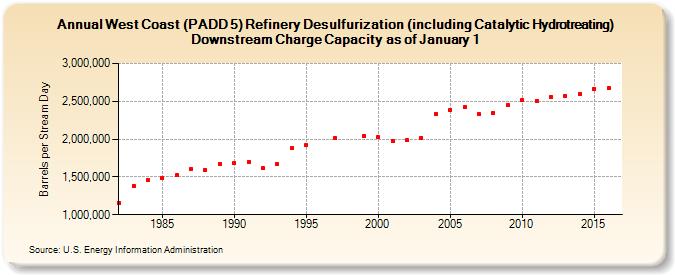 Annual West Coast (PADD 5) Refinery Desulfurization (including Catalytic Hydrotreating)
Downstream Charge Capacity as of January 1
Barrels per Stream Day
3,000,000
2,500,000
2,000,000
1,500,000
1,000,000
1985 1990 1995 2000 2005 2010 2015
Source: U.S. Energy Information Administration